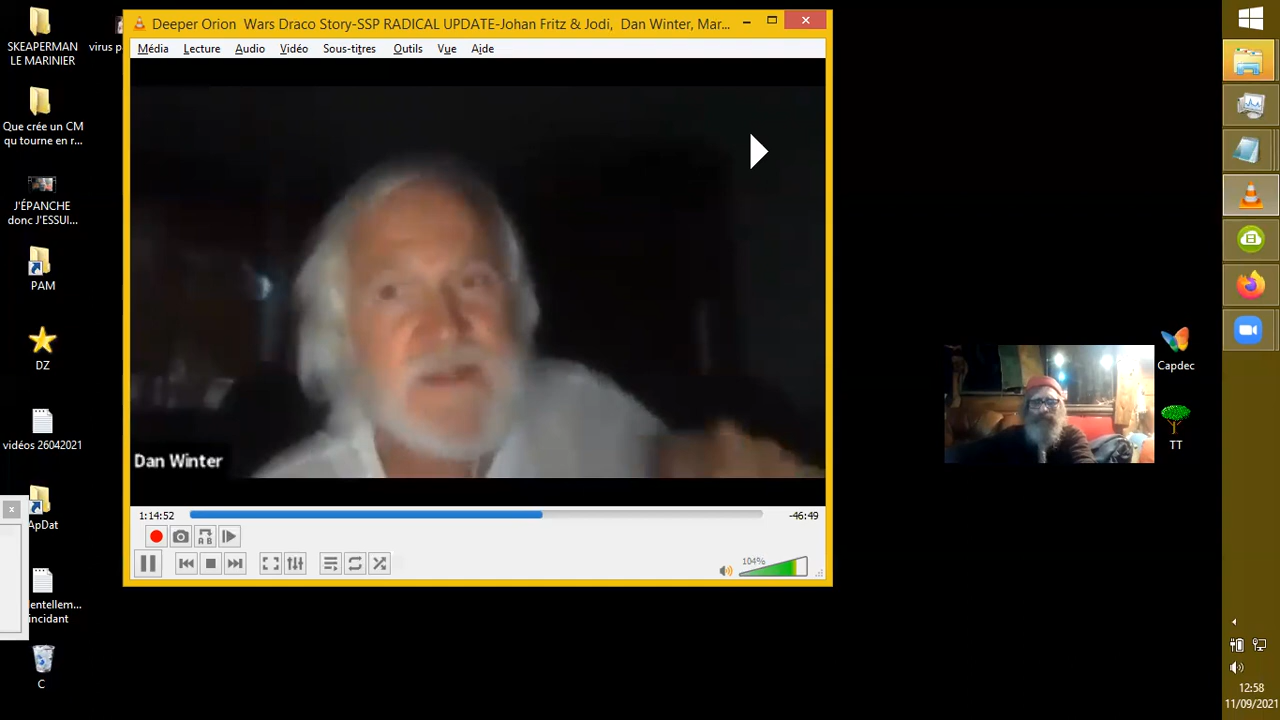 Deeper Orion Wars Draco Story-SSP RADICAL UPDATE-Johan Fritz & Jodi, Dan Winter, Mar...
Média Lecture Audio Vidéo Sous-titres Outils Vue Aide
Dan Winter
1:14:52
-46:49
A B
104%
SKEAPERMAN
LE MARINIER
virus p
Que crée un CM
qu tourne en r...
J'ÉPANCHE
donc J'ESSUI...
PAM
DZ
vidéos 26042021
ApDat
entellem...
incidant
C
Capdec
TT
12:58
11/09/2021